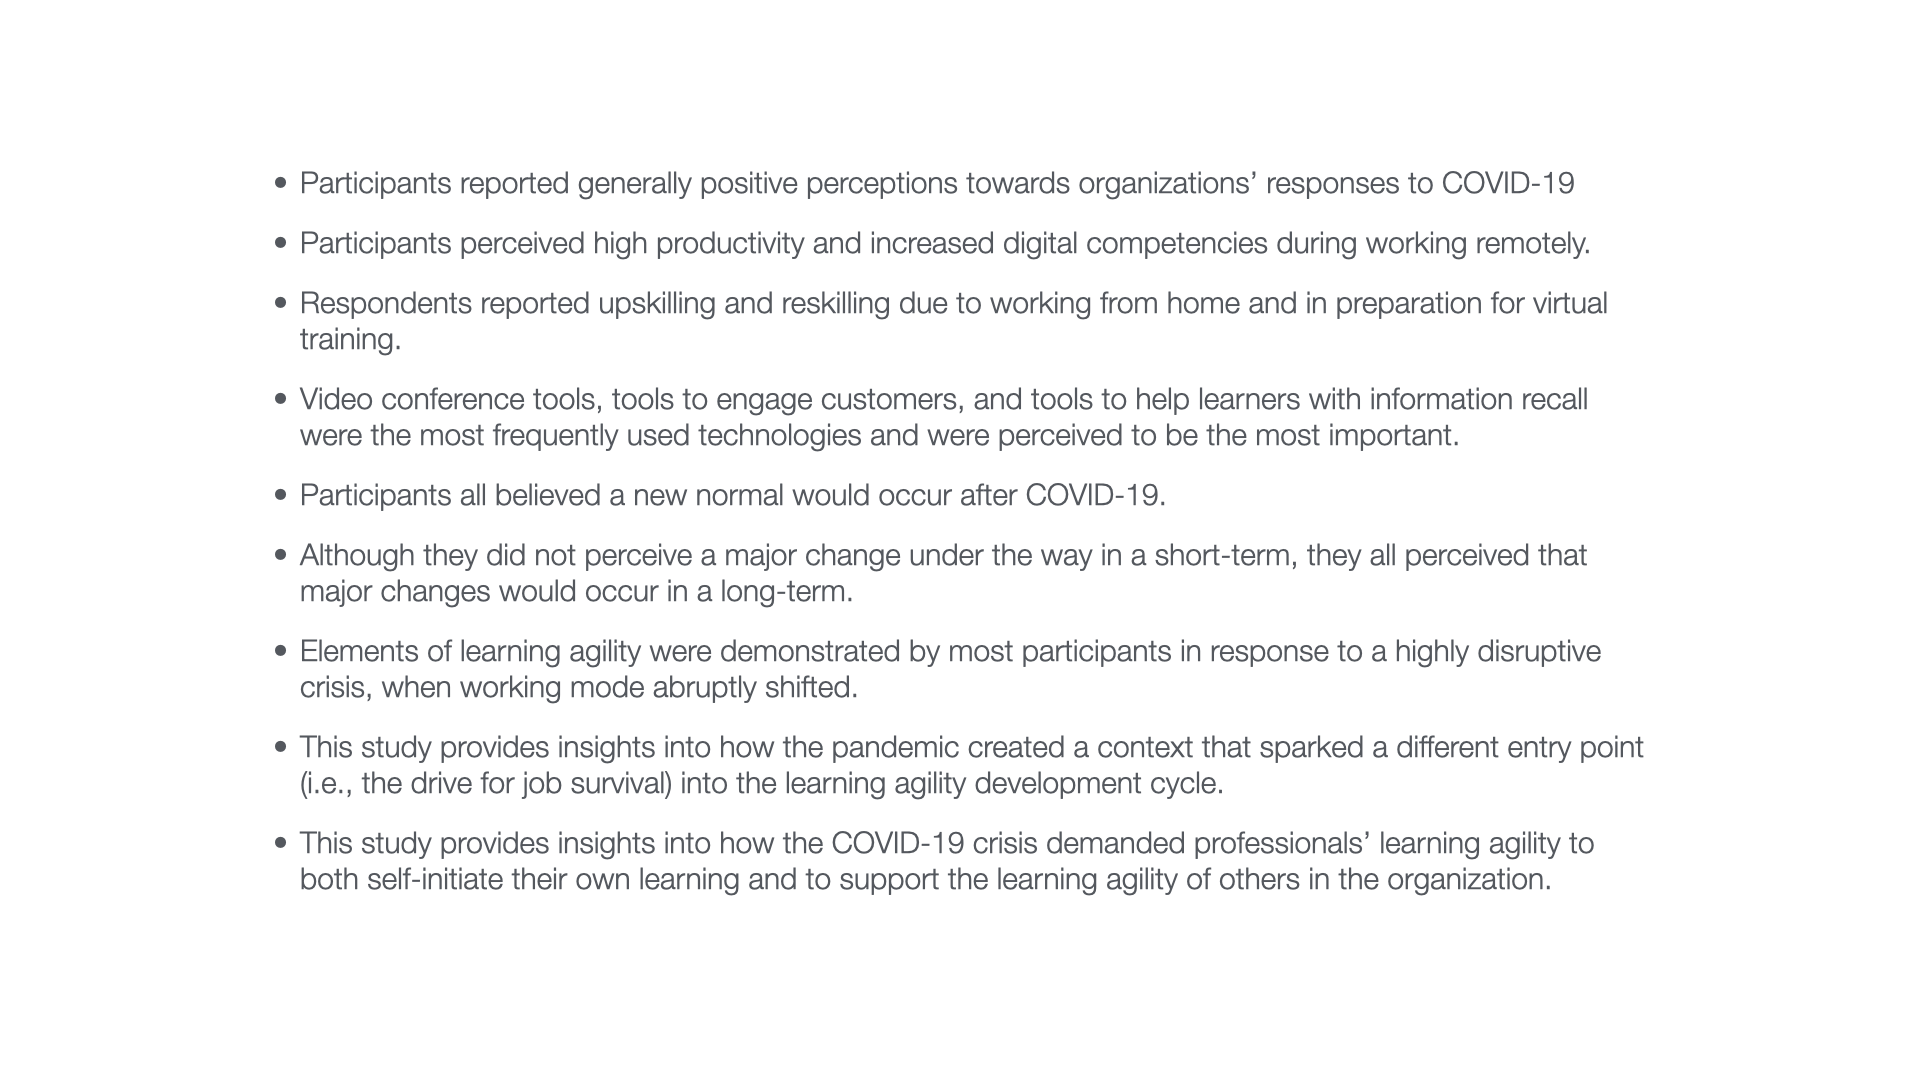 • Participants reported generally positive perceptions towards organizations’ responses to COVID-19
• Participants perceived high productivity and increased digital competencies during working remotely.
• Respondents reported upskilling and reskilling due to working from home and in preparation for virtual
training.
• Video conference tools, tools to engage customers, and tools to help learners with information recall
were the most frequently used technologies and were perceived to be the most important.
• Participants all believed a new normal would occur after COVID-19.
• Although they did not perceive a major change under the way in a short-term, they all perceived that
major changes would occur in a long-term.
• Elements of learning agility were demonstrated by most participants in response to a highly disruptive
crisis, when working mode abruptly shifted.
• This study provides insights into how the pandemic created a context that sparked a different entry point
(i.e., the drive for job survival) into the learning agility development cycle.
• This study provides insights into how the COVID-19 crisis demanded professionals’ learning agility to
both self-initiate their own learning and to support the learning agility of others in the organization.